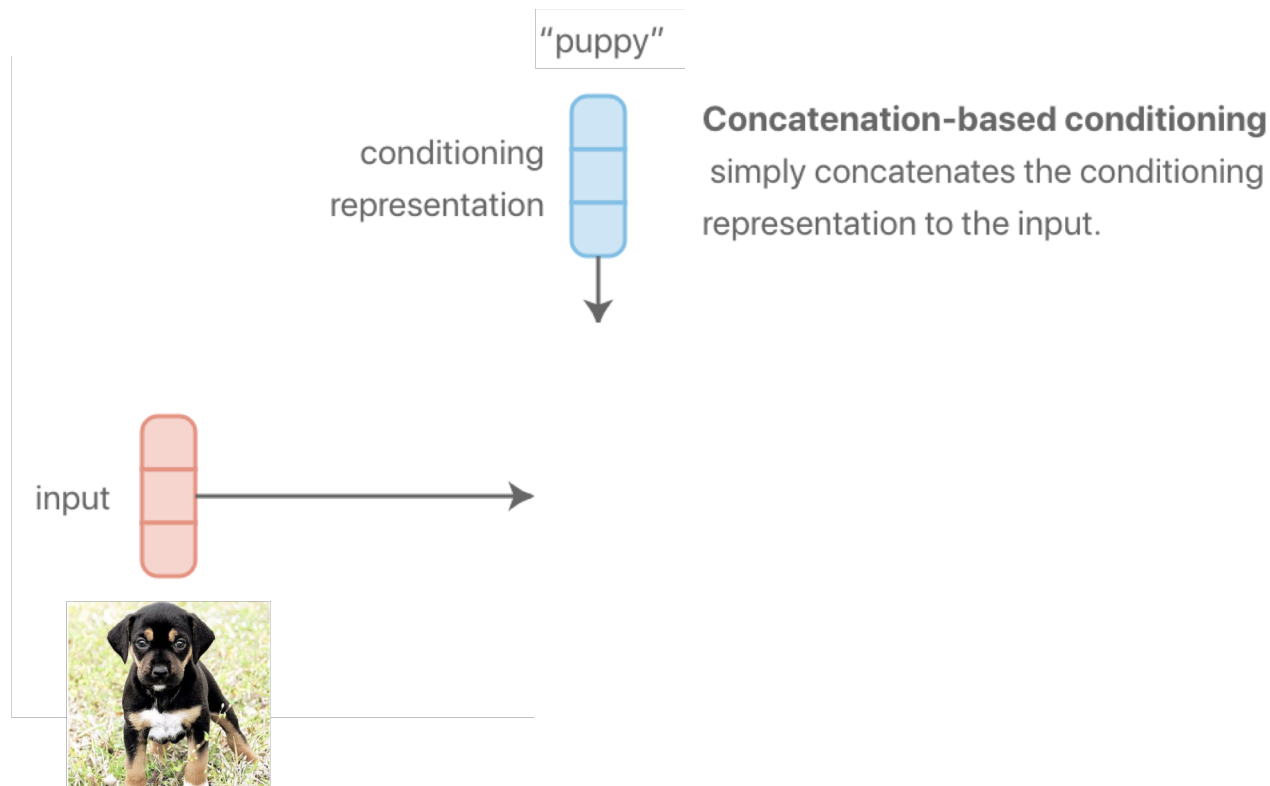 “puppy”
conditioning
representation
Concatenation-based conditioning
simply concatenates the conditioning
representation to the input.
input